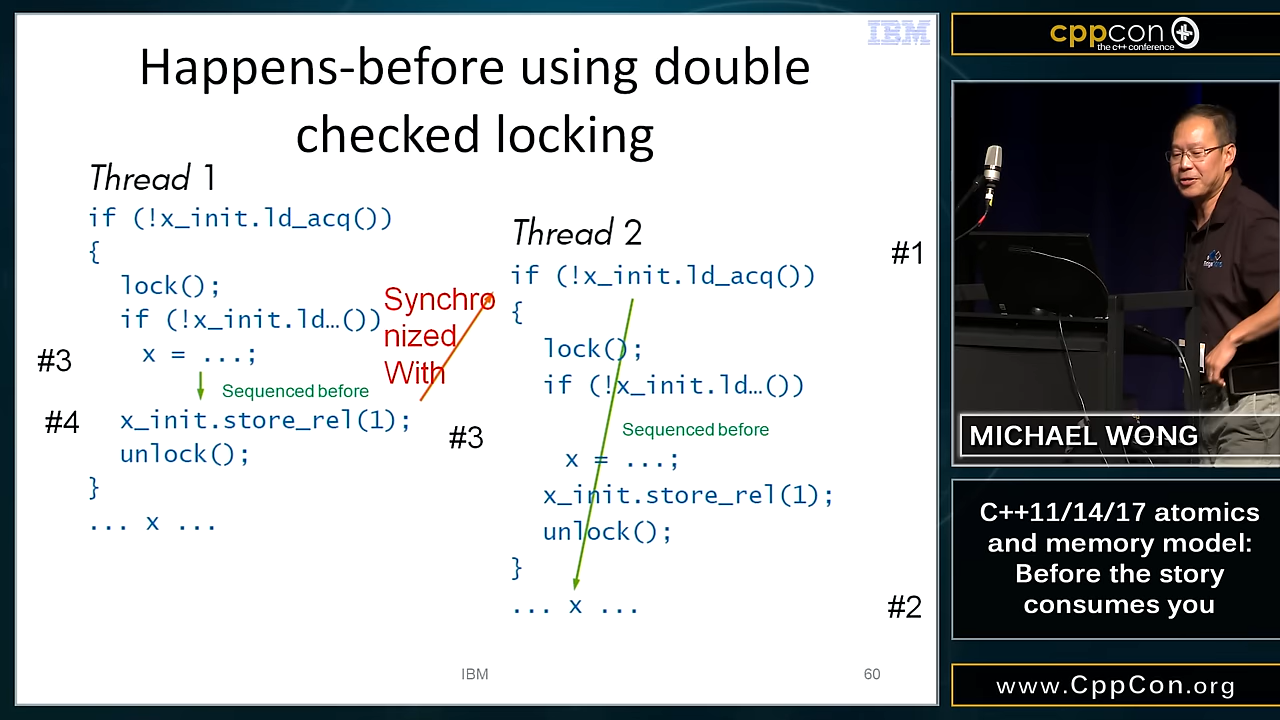 IBM
Happens-before using double
checked locking
Thread 1
if (!x_init.ld_acq())
{
lock();
if (!x_init.ld…())
#3
x = ...;
Sequenced before
#4
x_init.store_rel(1);
unlock();
}
... x ...
Synchro
nized
With
#3
Thread 2
#1
if (!x_init.ld_acq())
{
lock();
if (!x_init.ld…())
Sequenced before
x = ...;
x_init.store_rel(1);
unlock();
}
... x ...
#2
IBM
60
cppcon
the c++ conference
MICHAEL WONG
C++11/14/17 atomics
and memory model:
Before the story
consumes you
www.CppCon.org